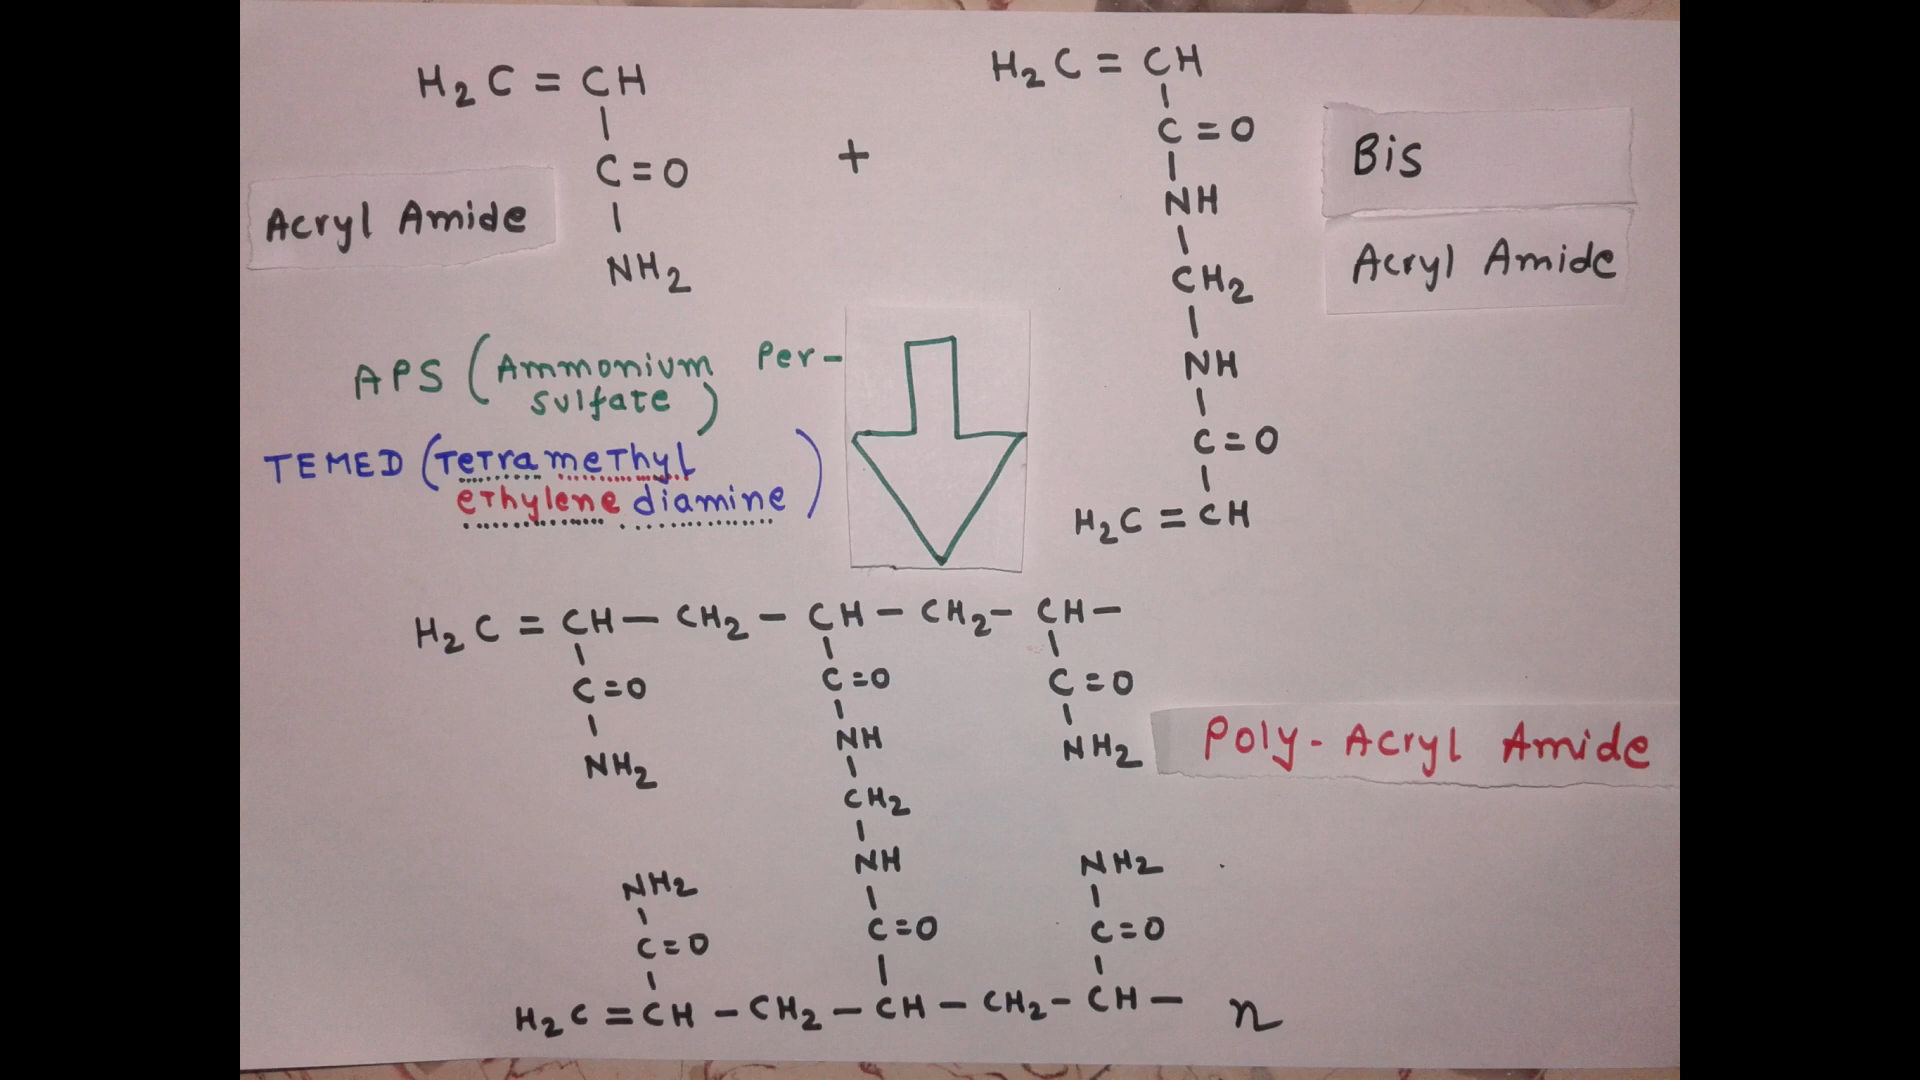 H2C = CH
C=O
NH2
Acryl Amide
+
H2C = CH
C=O
NH
CH2
NH
C=O
H2C = CH
Bis
Acryl Amide
APS (Ammonium Per-
sulfate)
TEMED (Tetramethyl
ethylene diamine)
H2C = CH — CH2 — CH — CH2 — CH —
C=O C=O C=O
NH NH2
NH2
CH2
NH
NH2 NH2
C=O C=O C=O
H2C = CH — CH2 — CH — CH2 — CH — n
Poly-Acryl Amide